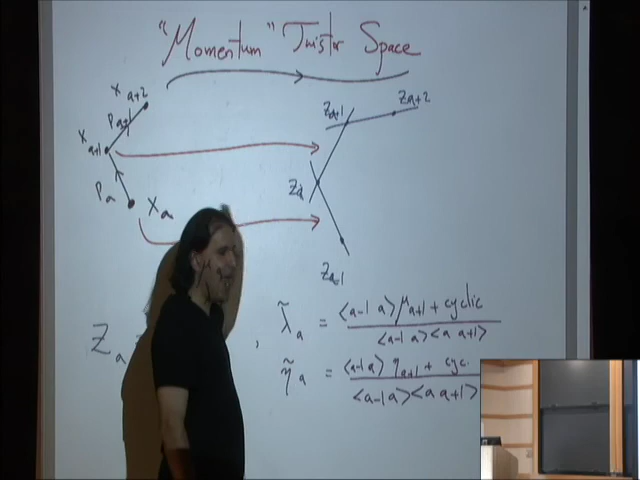 "Momentum" Twistor Space
x a+2
P a+1
x a+1
P a
x a
Z a+1
Z a+2
Z a
Z a-1
Z a
, λ̃ a = <a-1 a> μ a+1 + cyclic
<a-1 a> <a a+1>
η̃ a = <a-1 a> η a+1 + cyc.
<a-1 a> <a a+1>